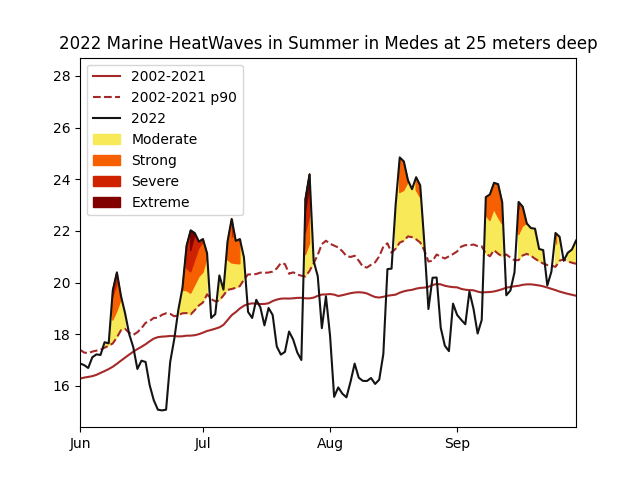 2022 Marine HeatWaves in Summer in Medes at 25 meters deep
2002-2021
2002-2021 p90
2022
Moderate
Strong
Severe
Extreme
28
26
24
22
20
18
16
Jun
Jul
Aug
Sep